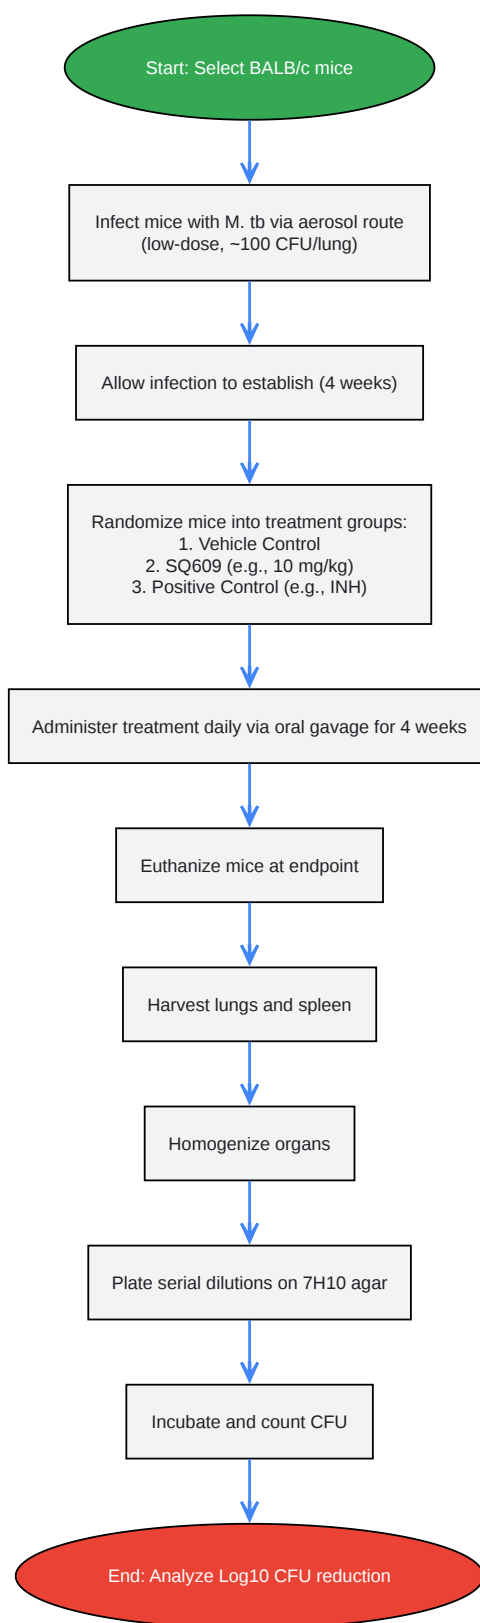 Start: Select BALB/c mice
Infect mice with M. tb via aerosol route
(low-dose, ~100 CFU/lung)
Allow infection to establish (4 weeks)
Randomize mice into treatment groups:
1. Vehicle Control
2. SQ609 (e.g., 10 mg/kg)
3. Positive Control (e.g., INH)
Administer treatment daily via oral gavage for 4 weeks
Euthanize mice at endpoint
Harvest lungs and spleen
Homogenize organs
Plate serial dilutions on 7H10 agar
Incubate and count CFU
End: Analyze Log10 CFU reduction